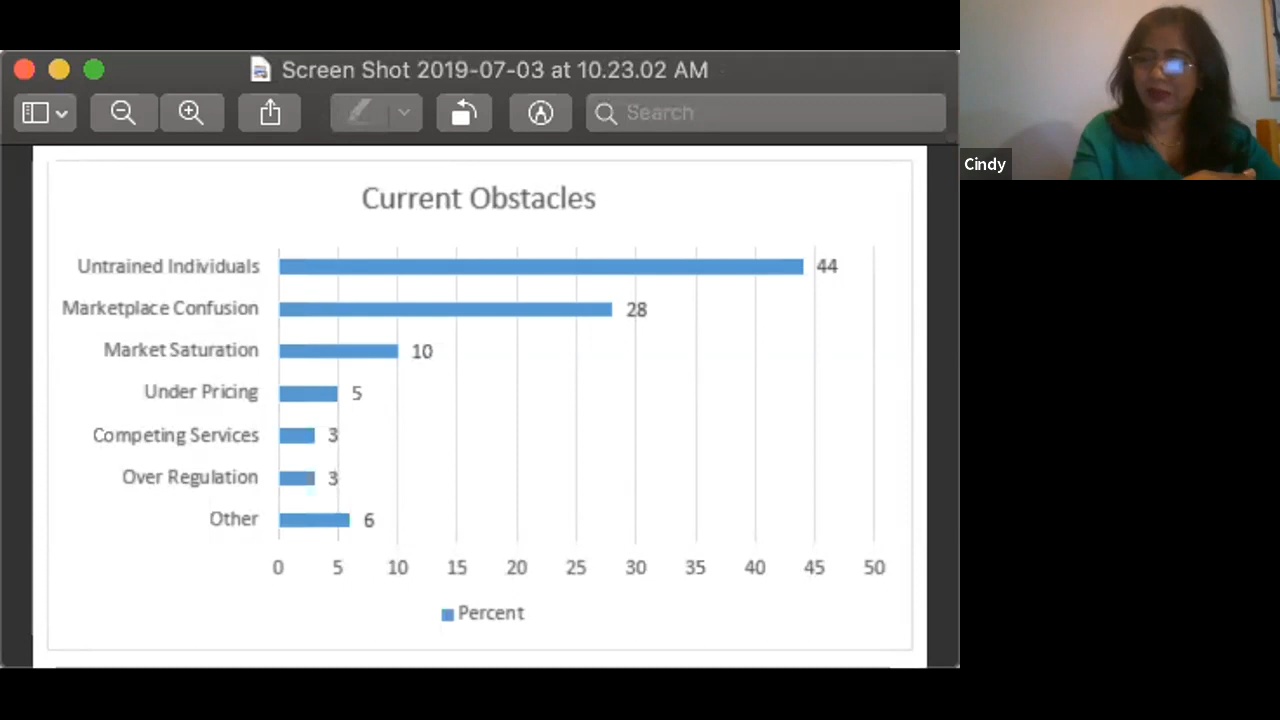 Screen Shot 2019-07-03 at 10.23.02 AM
Search
Cindy
Current Obstacles
Untrained Individuals 44
Marketplace Confusion 28
Market Saturation 10
Under Pricing 5
Competing Services 3
Over Regulation 3
Other 6
0 5 10 15 20 25 30 35 40 45 50
Percent